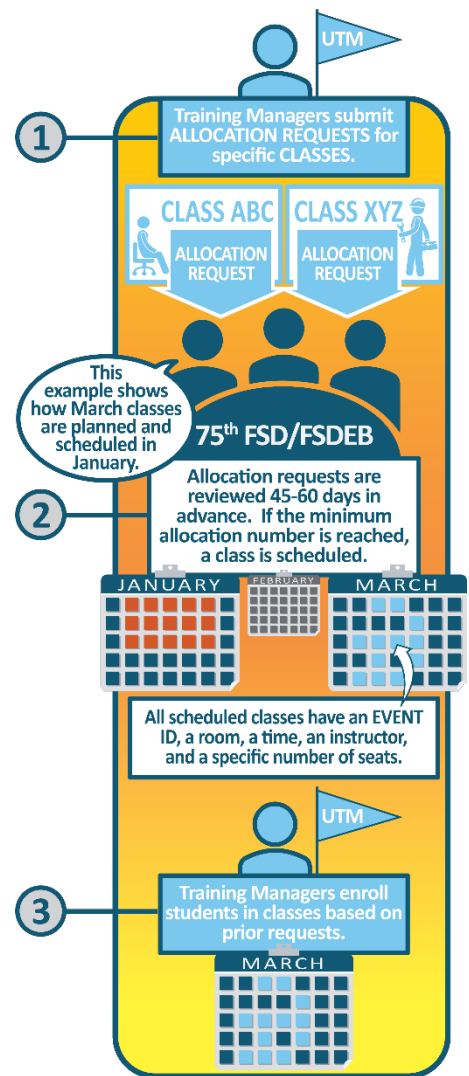 UTM
1
Training Managers submit
ALLOCATION REQUESTS for
specific CLASSES.
CLASS ABC
ALLOCATION
REQUEST
CLASS XYZ
ALLOCATION
REQUEST
This
example shows
how March classes
are planned and
scheduled in
January.
75th FSD/FSDEB
2
Allocation requests are
reviewed 45-60 days in
advance. If the minimum
allocation number is reached,
a class is scheduled.
JANUARY
FEBRUARY
MARCH
All scheduled classes have an EVENT
ID, a room, a time, an instructor,
and a specific number of seats.
UTM
3
Training Managers enroll
students in classes based on
prior requests.
MARCH